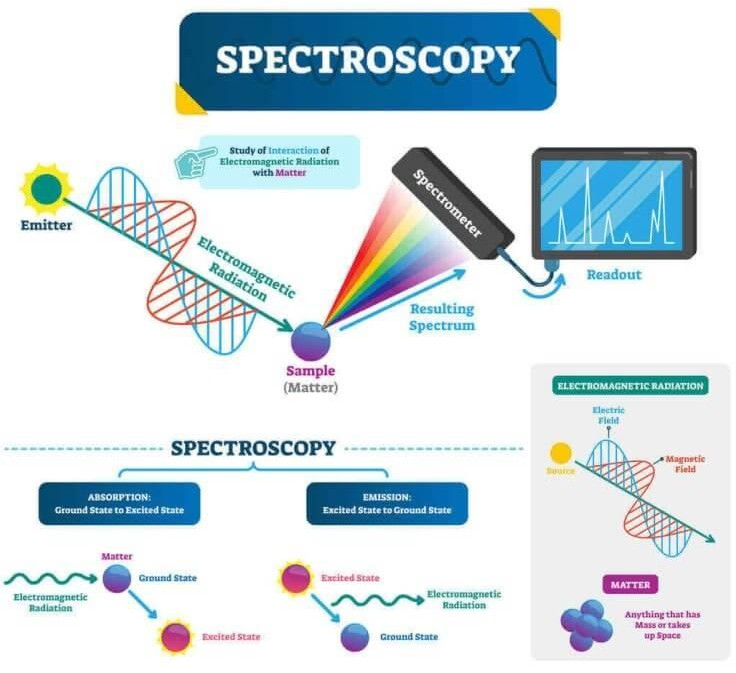 SPECTROSCOPY
Study of Interaction of
Electromagnetic Radiation
with Matter
Emitter
Electromagnetic
Radiation
Spectrometer
Readout
Resulting
Spectrum
Sample
(Matter)
SPECTROSCOPY
ABSORPTION:
Ground State to Excited State
Matter
Ground State
Electromagnetic
Radiation
Excited State
EMISSION:
Excited State to Ground State
Excited State
Electromagnetic
Radiation
Ground State
ELECTROMAGNETIC RADIATION
Electric
Field
Source
Magnetic
Field
MATTER
Anything that has
Mass or takes
up Space